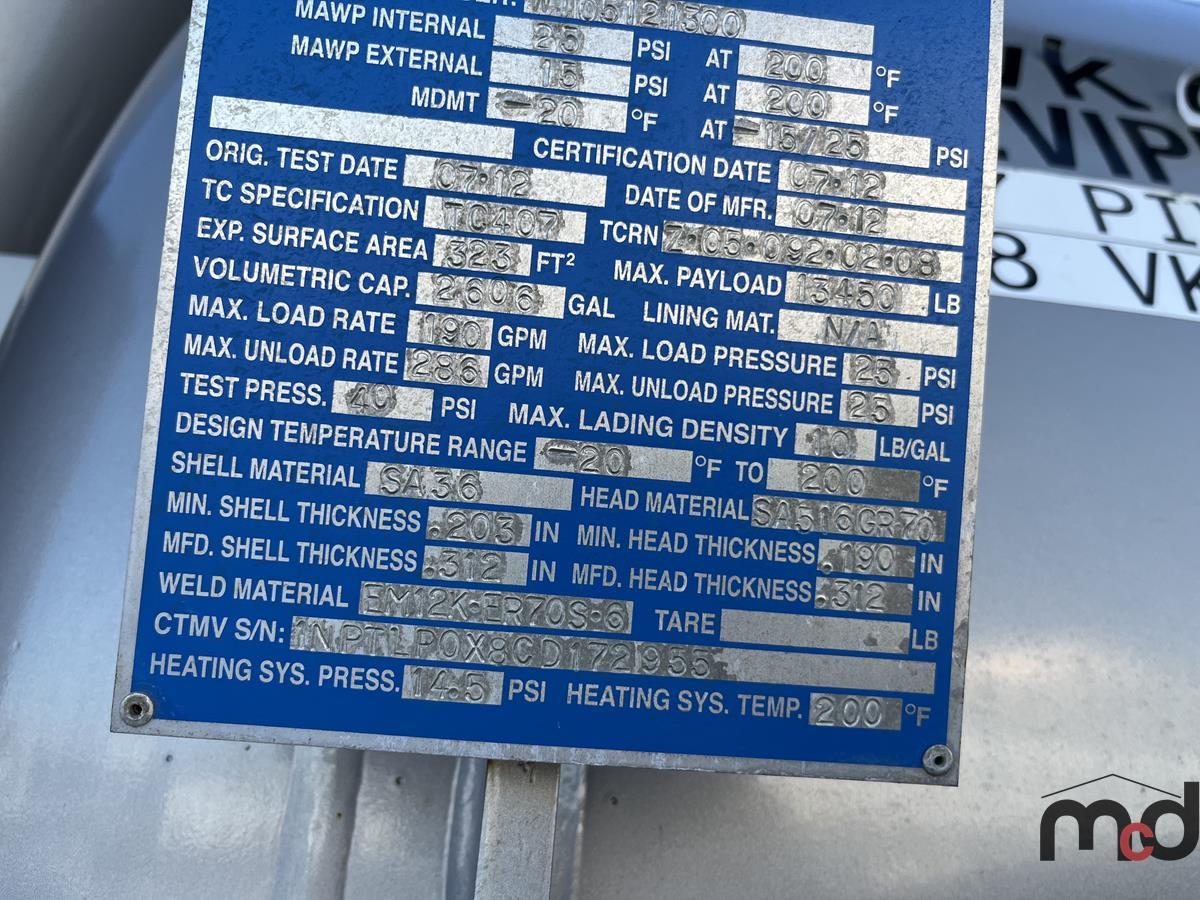 MAWP INTERNAL 25 PSI AT 200 °F
MAWP EXTERNAL 15 PSI AT 200 °F
MDMT -20 °F AT -15/25 PSI
CERTIFICATION DATE 07·12
ORIG. TEST DATE 07·12 DATE OF MFR. 07·12
TC SPECIFICATION TC407 TCRN Z·05·092·02·08
EXP. SURFACE AREA 323 FT² MAX. PAYLOAD 13450 LB
VOLUMETRIC CAP. 2606 GAL LINING MAT. N/A
MAX. LOAD RATE 190 GPM MAX. LOAD PRESSURE 25 PSI
MAX. UNLOAD RATE 286 GPM MAX. UNLOAD PRESSURE 25 PSI
TEST PRESS. 40 PSI MAX. LADING DENSITY 10 LB/GAL
DESIGN TEMPERATURE RANGE -20 °F TO 200 °F
SHELL MATERIAL SA36 HEAD MATERIAL SA516GR70
MIN. SHELL THICKNESS .203 IN MIN. HEAD THICKNESS .190 IN
MFD. SHELL THICKNESS .312 IN MFD. HEAD THICKNESS .312 IN
WELD MATERIAL EM12K·ER70S·6 TARE LB
CTMV S/N: 1NPTLP0X8CD172955
HEATING SYS. PRESS. 14.5 PSI HEATING SYS. TEMP. 200 °F
PI
8 VK
mcd